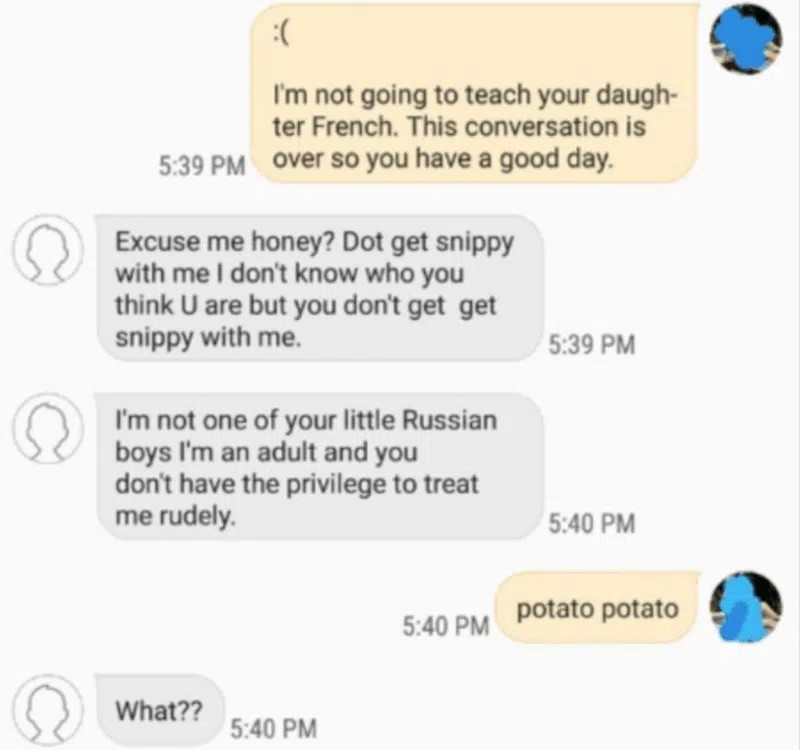 :(
I'm not going to teach your daugh-
ter French. This conversation is
over so you have a good day.
5:39 PM
Excuse me honey? Dot get snippy
with me I don't know who you
think U are but you don't get  get
snippy with me.
5:39 PM
I'm not one of your little Russian
boys I'm an adult and you
don't have the privilege to treat
me rudely.
5:40 PM
potato potato
5:40 PM
What??
5:40 PM